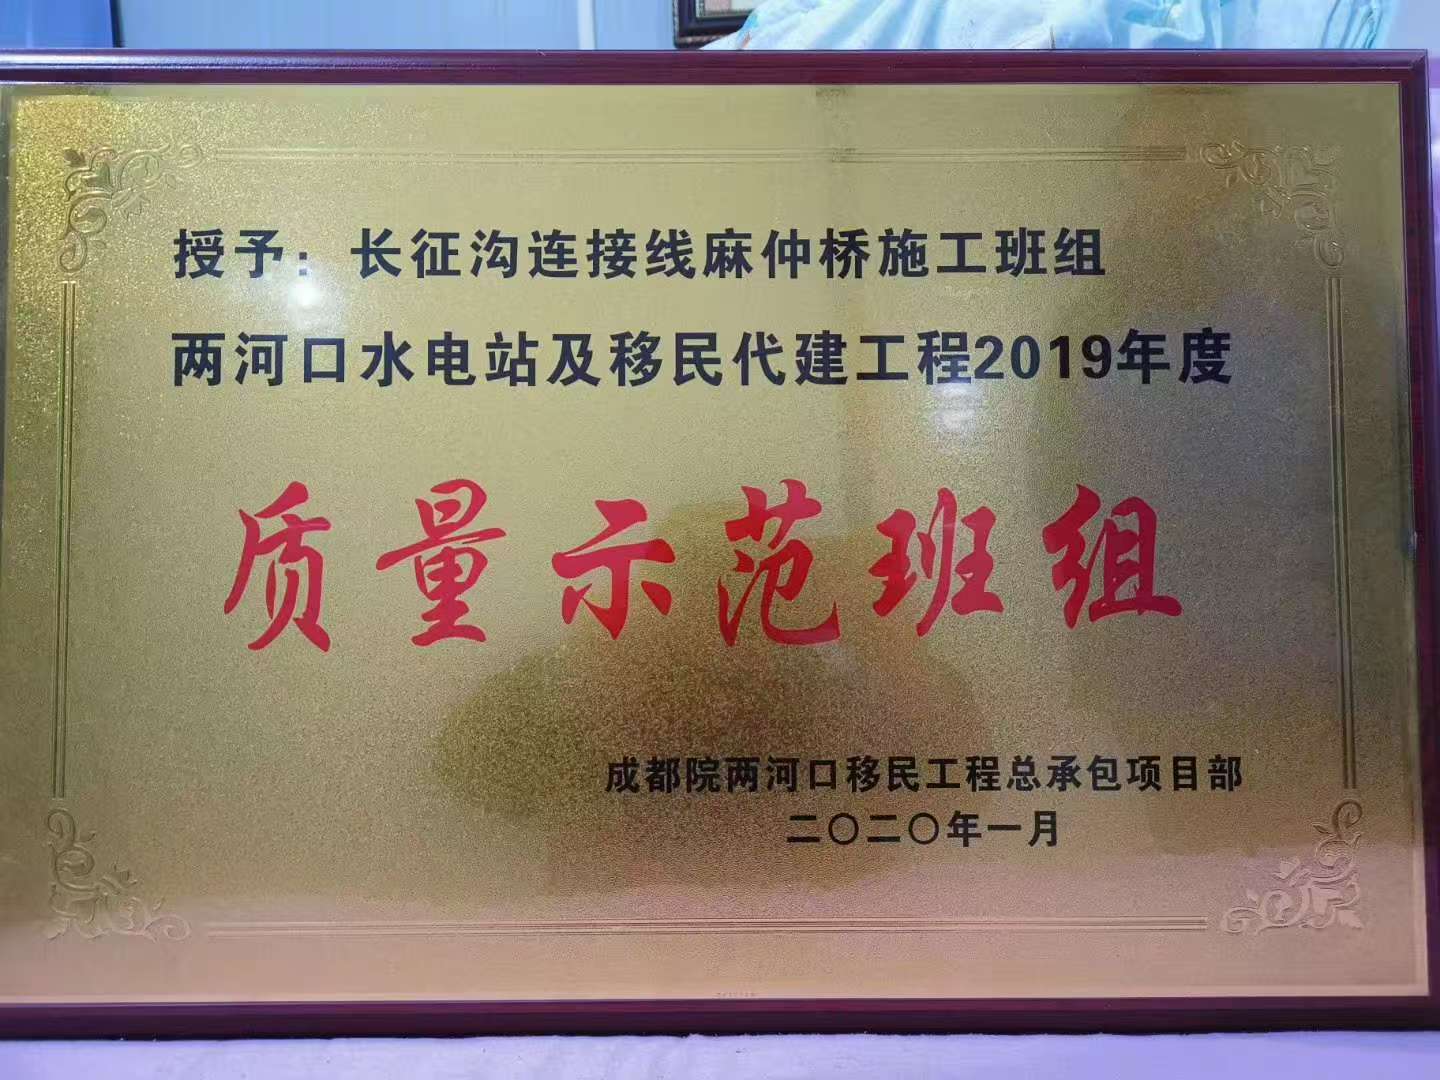 授予：长征沟连接线麻仲桥施工班组
两河口水电站及移民代建工程2019年度
质量示范班组
成都院两河口移民工程总承包项目部
二〇二〇年一月